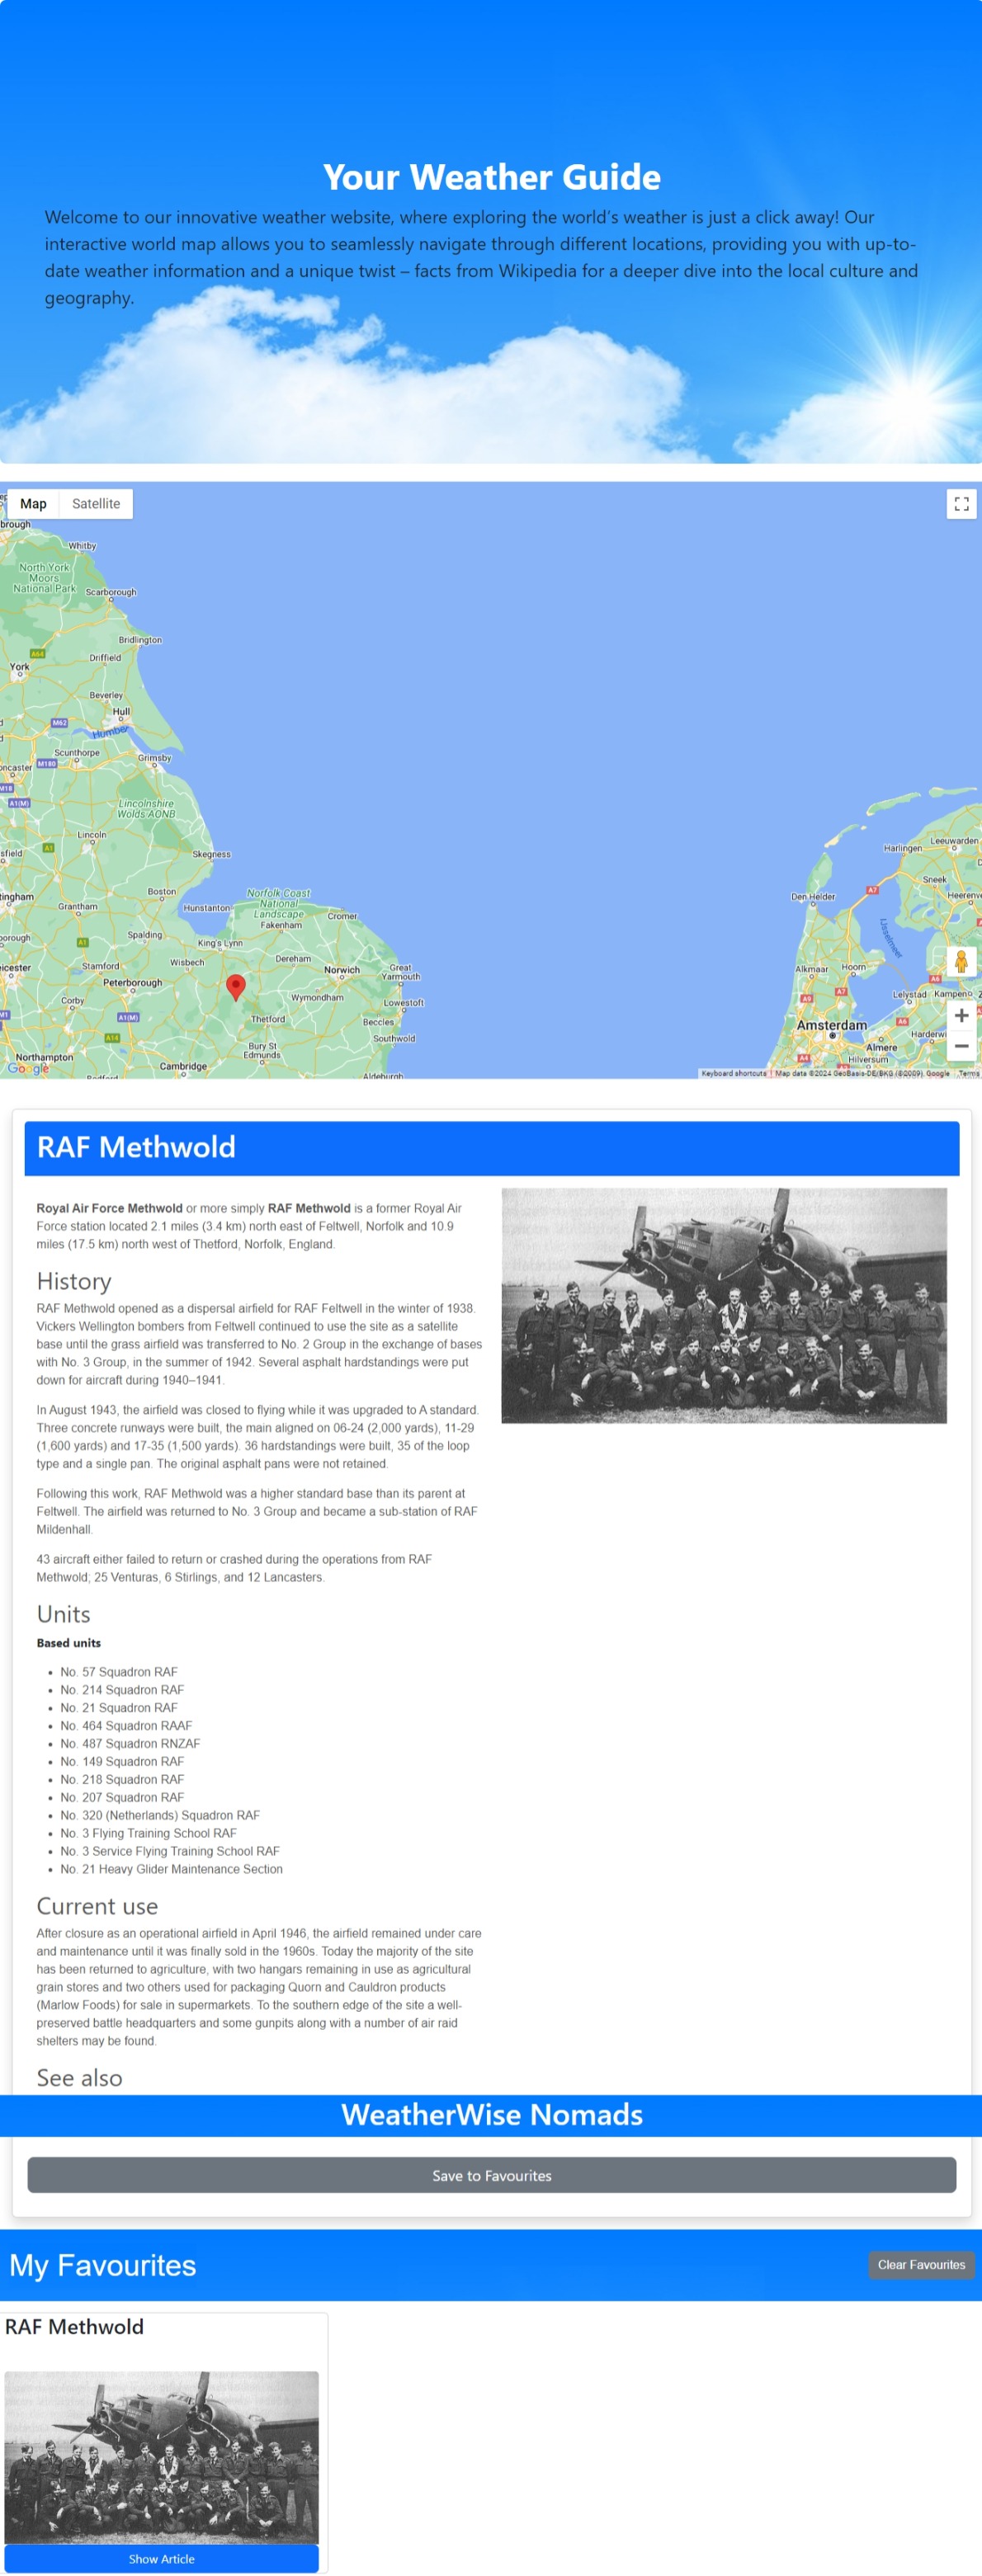 Your Weather Guide
Welcome to our innovative weather website, where exploring the world's weather is just a click away! Our
interactive world map allows you to seamlessly navigate through different locations, providing you with up-to-
date weather information and a unique twist – facts from Wikipedia for a deeper dive into the local culture and
geography.
Map Satellite
brough
Whitby
North York
Moors
National Park
Scarborough
Bridlington
A64
Driffield
York
Beverley
Hull
M62
Humber
Scunthorpe
Grimsby
oncaster M180
M18
A1(M)
Lincolnshire
Wolds AONB
Lincoln
A1
sfield
Skegness
Leeuwarden
Harlingen
Sneek
Heerenv
A7
Den Helder
IJsselmeer
Boston
tingham
Grantham
Hunstanton
Norfolk Coast
National
Landscape
Fakenham
Cromer
Spalding
King's Lynn
borough
A1
eicester
Stamford
Wisbech
Dereham
Norwich
Great
Yarmouth
Peterborough
Corby
Wymondham
Lowestoft
A1(M)
Thetford
Beccles
M1
A14
Bury St
Edmunds
Southwold
Northampton
Cambridge
Aldeburgh
Bedford
Google
Alkmaar
Hoorn
A7
A9
A6
Lelystad
Kampen
Amsterdam
A6
Almere
Harderwi
A4
Hilversum
Keyboard shortcuts Map data ©2024 GeoBasis-DE/BKG (©2009), Google Terms
RAF Methwold
Royal Air Force Methwold or more simply RAF Methwold is a former Royal Air
Force station located 2.1 miles (3.4 km) north east of Feltwell, Norfolk and 10.9
miles (17.5 km) north west of Thetford, Norfolk, England.
History
RAF Methwold opened as a dispersal airfield for RAF Feltwell in the winter of 1938.
Vickers Wellington bombers from Feltwell continued to use the site as a satellite
base until the grass airfield was transferred to No. 2 Group in the exchange of bases
with No. 3 Group, in the summer of 1942. Several asphalt hardstandings were put
down for aircraft during 1940–1941.
In August 1943, the airfield was closed to flying while it was upgraded to A standard.
Three concrete runways were built, the main aligned on 06-24 (2,000 yards), 11-29
(1,600 yards) and 17-35 (1,500 yards). 36 hardstandings were built, 35 of the loop
type and a single pan. The original asphalt pans were not retained.
Following this work, RAF Methwold was a higher standard base than its parent at
Feltwell. The airfield was returned to No. 3 Group and became a sub-station of RAF
Mildenhall.
43 aircraft either failed to return or crashed during the operations from RAF
Methwold; 25 Venturas, 6 Stirlings, and 12 Lancasters.
Units
Based units
• No. 57 Squadron RAF
• No. 214 Squadron RAF
• No. 21 Squadron RAF
• No. 464 Squadron RAAF
• No. 487 Squadron RNZAF
• No. 149 Squadron RAF
• No. 218 Squadron RAF
• No. 207 Squadron RAF
• No. 320 (Netherlands) Squadron RAF
• No. 3 Flying Training School RAF
• No. 3 Service Flying Training School RAF
• No. 21 Heavy Glider Maintenance Section
Current use
After closure as an operational airfield in April 1946, the airfield remained under care
and maintenance until it was finally sold in the 1960s. Today the majority of the site
has been returned to agriculture, with two hangars remaining in use as agricultural
grain stores and two others used for packaging Quorn and Cauldron products
(Marlow Foods) for sale in supermarkets. To the southern edge of the site a well-
preserved battle headquarters and some gunpits along with a number of air raid
shelters may be found.
See also
WeatherWise Nomads
Save to Favourites
My Favourites
Clear Favourites
RAF Methwold
Show Article